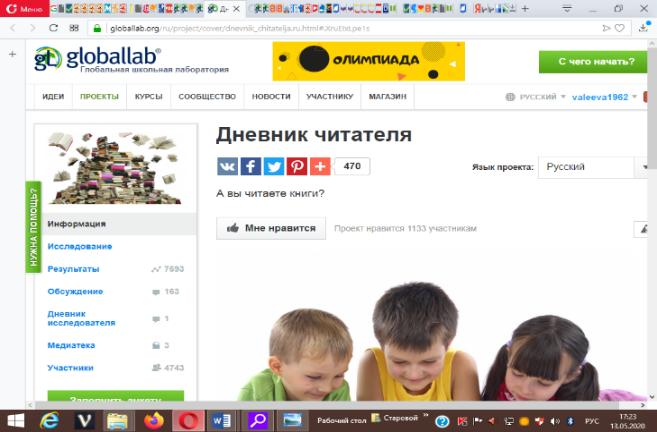 Меню
globallab.org/ru/project/cover/dnevnik_chitatelja.ru.html#.XruEtxLpe1s
globallab®
Глобальная школьная лаборатория
ОЛИМПИАДА
С чего начать?
ИДЕИ ПРОЕКТЫ КУРСЫ СООБЩЕСТВО НОВОСТИ УЧАСТНИКУ МАГАЗИН
РУССКИЙ valeeva1962
Дневник читателя
470
Язык проекта: Русский
А вы читаете книги?
Мне нравится Проект нравится 1133 участникам
НУЖНА ПОМОЩЬ?
Информация
Исследование
Результаты 7693
Обсуждение 163
Дневник
исследователя 1
Медиатека 3
Участники 4743
Заполнить анкету
Рабочий стол Старовой
РУС
17:23
13.05.2020